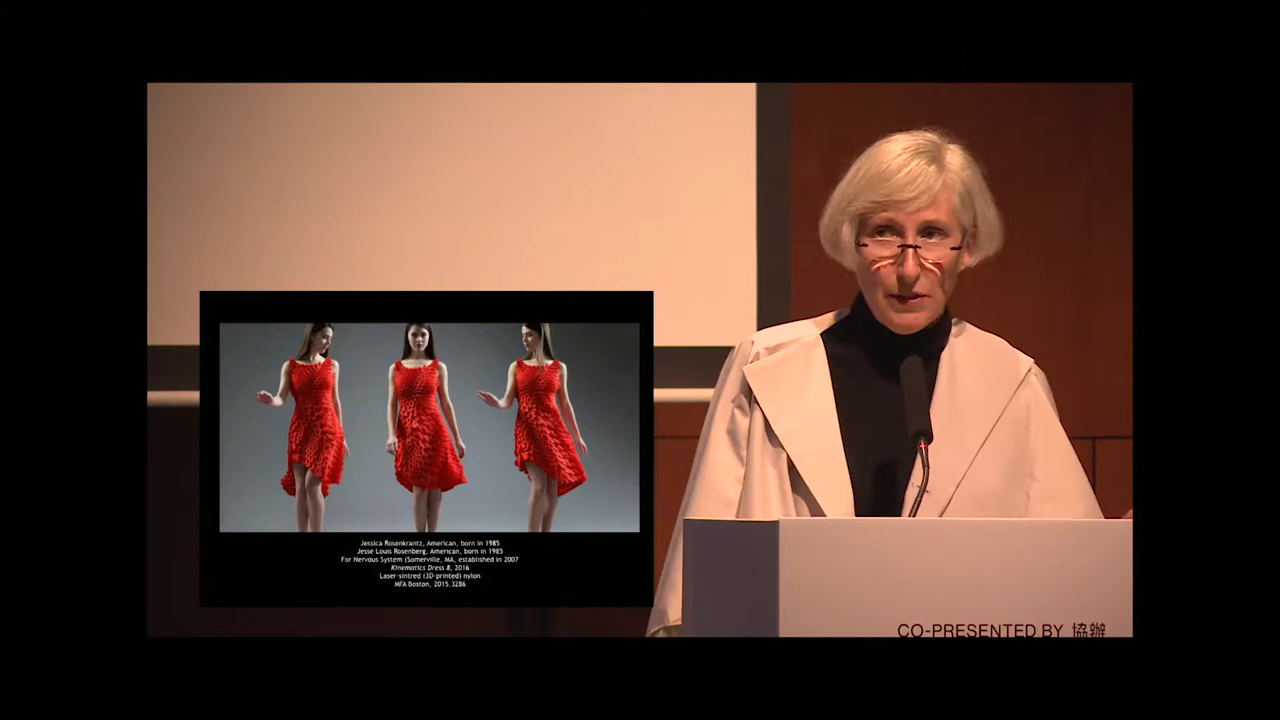 Jessica Rosenkrantz, American, born in 1985
Jesse Louis Rosenberg, American, born in 1985
For Nervous System (Somerville, MA, established in 2007
Kinematics Dress 8, 2016
Laser-sintred (3D-printed) nylon
MFA Boston, 2015.3286
CO-PRESENTED BY 協辦